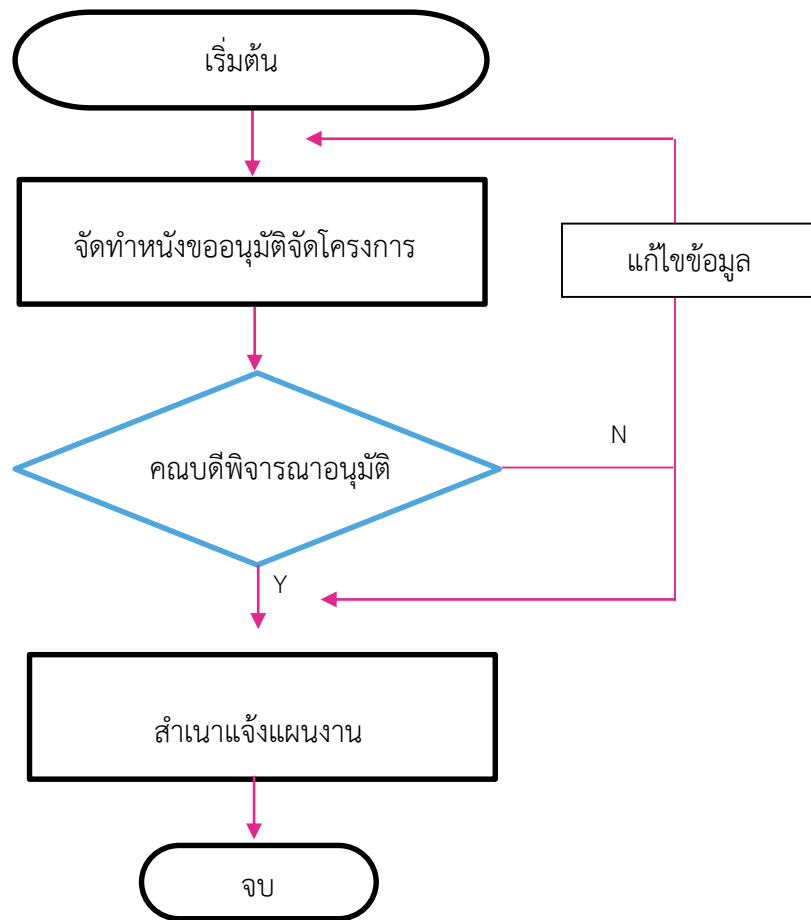 เริ่มต้น
จัดทำหนังขออนุมัติจัดโครงการ
แก้ไขข้อมูล
คณบดีพิจารณาอนุมัติ
N
Y
สำเนาแจ้งแผนงาน
จบ